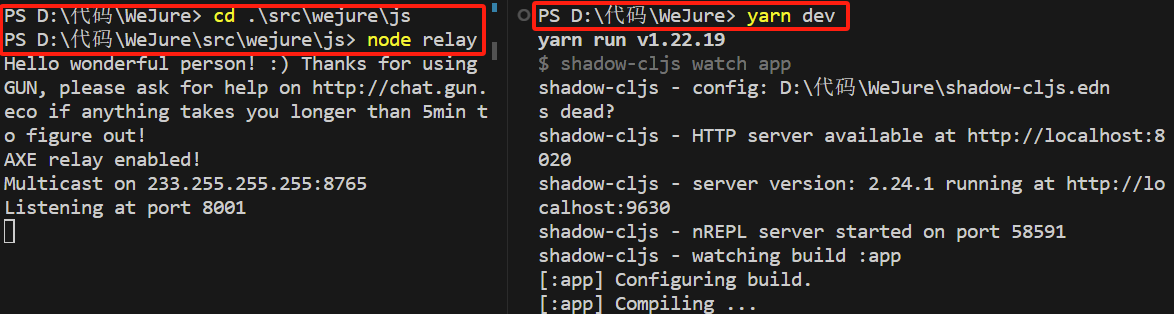 PS D:\代码\WeJure> cd .\src\wejure\js
PS D:\代码\WeJure\src\wejure\js> node relay
Hello wonderful person! :) Thanks for using
GUN, please ask for help on http://chat.gun.
eco if anything takes you longer than 5min t
o figure out!
AXE relay enabled!
Multicast on 233.255.255.255:8765
Listening at port 8001
PS D:\代码\WeJure> yarn dev
yarn run v1.22.19
$ shadow-cljs watch app
shadow-cljs - config: D:\代码\WeJure\shadow-cljs.edn
s dead?
shadow-cljs - HTTP server available at http://localhost:8
020
shadow-cljs - server version: 2.24.1 running at http://lo
calhost:9630
shadow-cljs - nREPL server started on port 58591
shadow-cljs - watching build :app
[:app] Configuring build.
[:app] Compiling ...